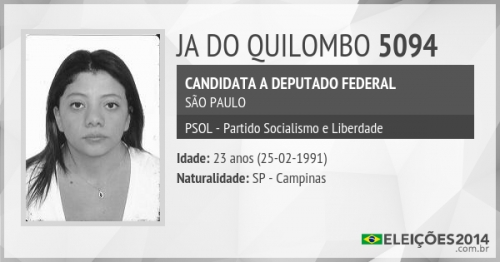 JA DO QUILOMBO 5094
CANDIDATA A DEPUTADO FEDERAL
SÃO PAULO
PSOL - Partido Socialismo e Liberdade
Idade: 23 anos (25-02-1991)
Naturalidade: SP - Campinas
ELEIÇÕES2014
.com.br